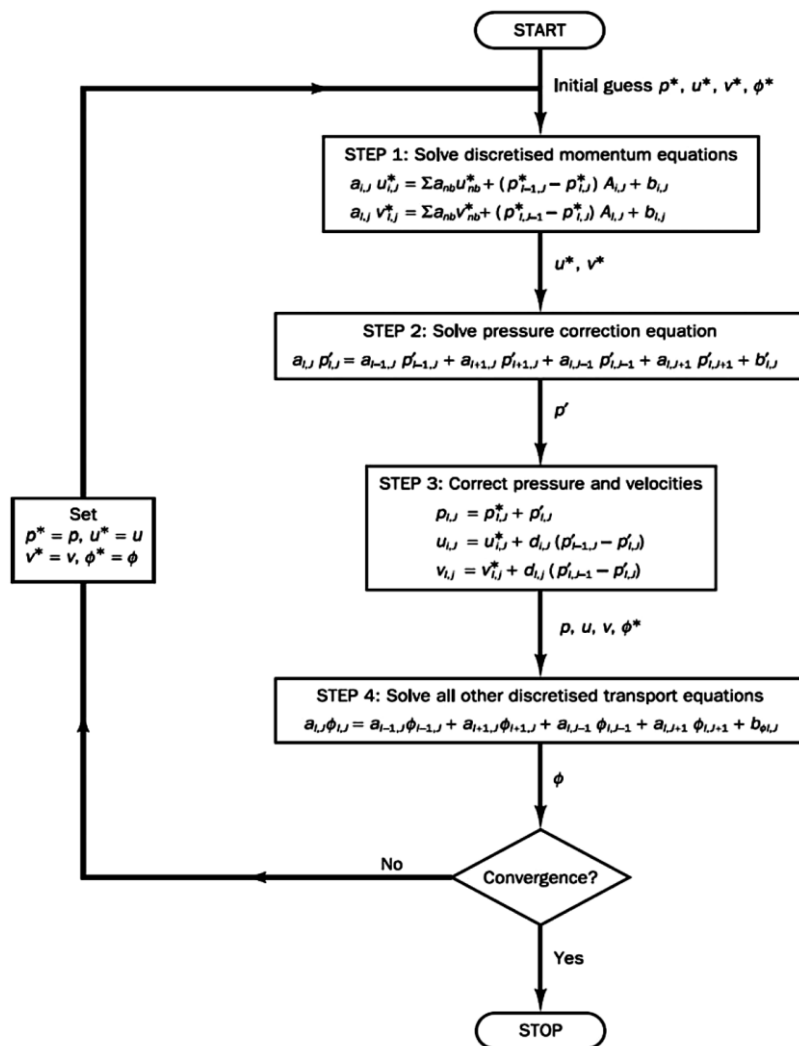 START
Initial guess p*, u*, v*, ϕ*
STEP 1: Solve discretised momentum equations
a_{i,J} u*_{i,J} = Σa_{nb}u*_{nb} + (p*_{I–1,J} – p*_{I,J}) A_{i,J} + b_{i,J}
a_{I,j} v*_{I,j} = Σa_{nb}v*_{nb} + (p*_{I,J–1} – p*_{I,J}) A_{I,j} + b_{I,j}
u*, v*
STEP 2: Solve pressure correction equation
a_{I,J} p′_{I,J} = a_{I–1,J} p′_{I–1,J} + a_{I+1,J} p′_{I+1,J} + a_{I,J–1} p′_{I,J–1} + a_{I,J+1} p′_{I,J+1} + b′_{I,J}
p′
STEP 3: Correct pressure and velocities
p_{I,J} = p*_{I,J} + p′_{I,J}
u_{i,J} = u*_{i,J} + d_{i,J} (p′_{I–1,J} – p′_{I,J})
v_{I,j} = v*_{I,j} + d_{I,j} (p′_{I,J–1} – p′_{I,J})
Set
p* = p, u* = u
v* = v, ϕ* = ϕ
p, u, v, ϕ*
STEP 4: Solve all other discretised transport equations
a_{I,J}ϕ_{I,J} = a_{I–1,J}ϕ_{I–1,J} + a_{I+1,J}ϕ_{I+1,J} + a_{I,J–1} ϕ_{I,J–1} + a_{I,J+1} ϕ_{I,J+1} + b_{ϕI,J}
ϕ
No
Convergence?
Yes
STOP